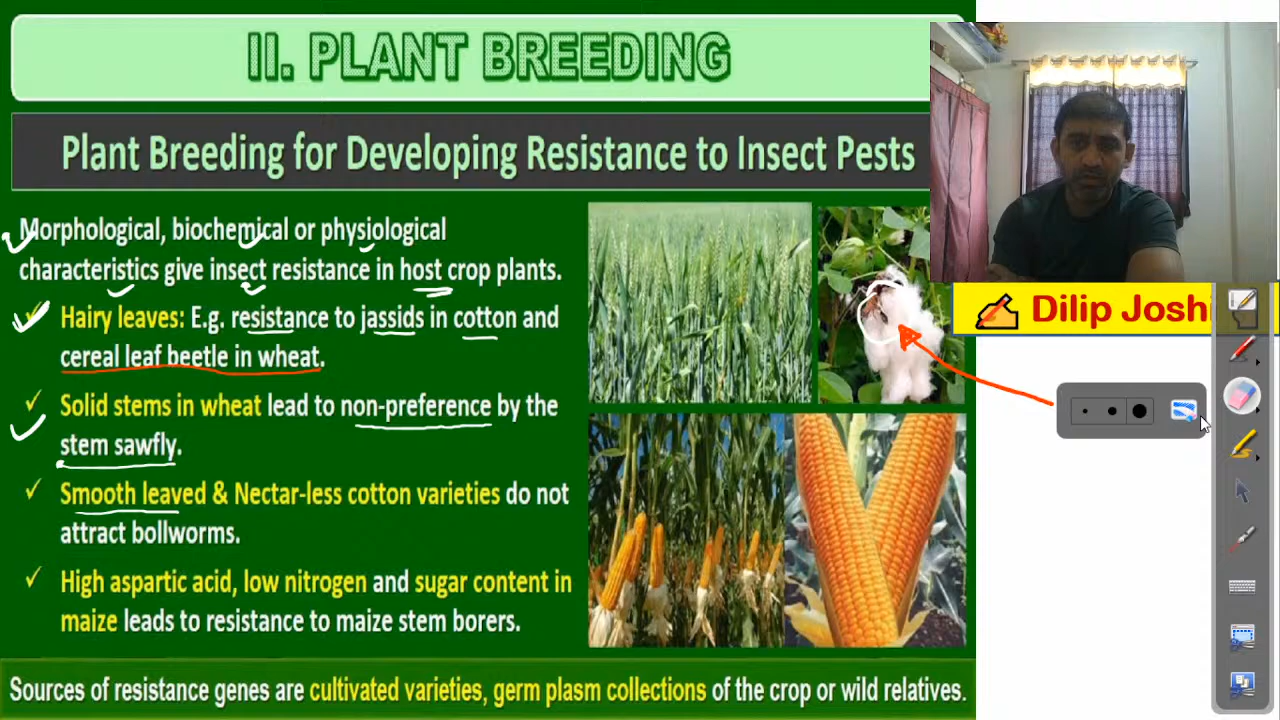 II. PLANT BREEDING
Plant Breeding for Developing Resistance to Insect Pests
Morphological, biochemical or physiological
characteristics give insect resistance in host crop plants.
Hairy leaves: E.g. resistance to jassids in cotton and
cereal leaf beetle in wheat.
Solid stems in wheat lead to non-preference by the
stem sawfly.
Smooth leaved & Nectar-less cotton varieties do not
attract bollworms.
High aspartic acid, low nitrogen and sugar content in
maize leads to resistance to maize stem borers.
Sources of resistance genes are cultivated varieties, germ plasm collections of the crop or wild relatives.
Dilip Joshi